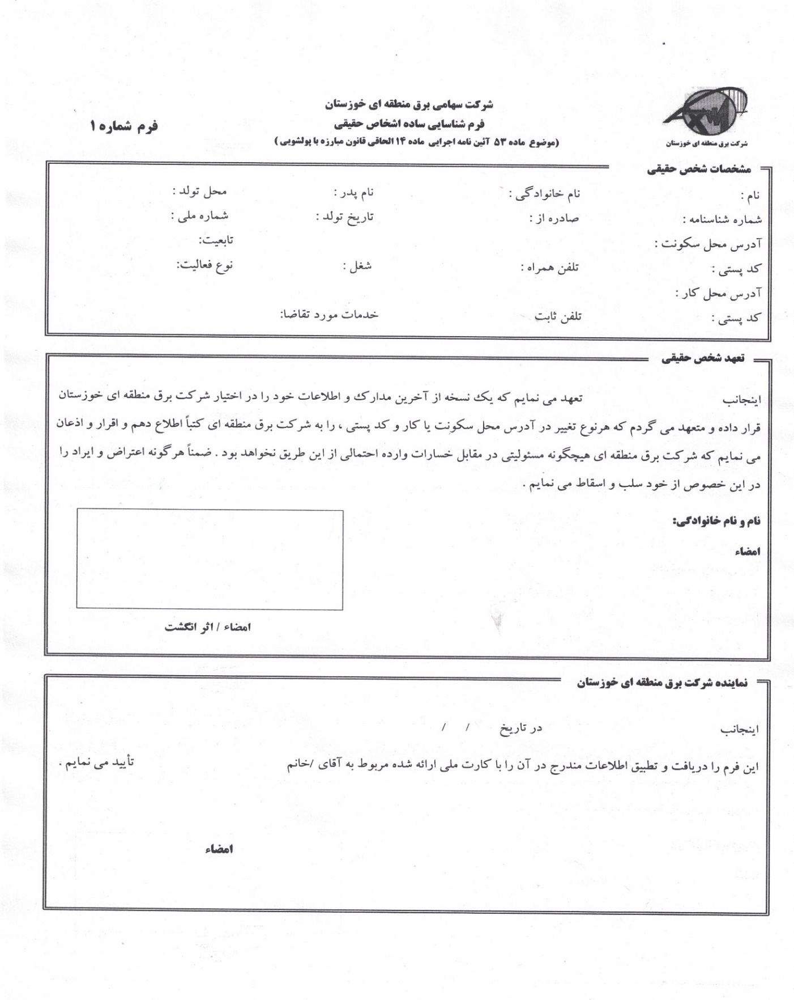 شرکت برق منطقه ای خوزستان
شرکت سهامی برق منطقه ای خوزستان
فرم شناسایی ساده اشخاص حقیقی
(موضوع ماده ۵۳ آئین نامه اجرایی ماده ۱۴ الحاقی قانون مبارزه با پولشویی )
فرم شماره ۱
مشخصات شخص حقیقی
نام : نام خانوادگی : نام پدر : محل تولد :
شماره شناسنامه : صادره از : تاریخ تولد : شماره ملی :
آدرس محل سکونت : تابعیت:
کد پستی : تلفن همراه : شغل : نوع فعالیت:
آدرس محل کار :
کد پستی : تلفن ثابت خدمات مورد تقاضا:
تعهد شخص حقیقی
اینجانب تعهد می نمایم که یک نسخه از آخرین مدارک و اطلاعات خود را در اختیار شرکت برق منطقه ای خوزستان
قرار داده و متعهد می گردم که هرنوع تغییر در آدرس محل سکونت یا کار و کد پستی ، را به شرکت برق منطقه ای کتباً اطلاع دهم و اقرار و اذعان
می نمایم که شرکت برق منطقه ای هیچگونه مسئولیتی در مقابل خسارات وارده احتمالی از این طریق نخواهد بود . ضمناً هرگونه اعتراض و ایراد را
در این خصوص از خود سلب و اسقاط می نمایم .
نام و نام خانوادگی:
امضاء
امضاء / اثر انگشت
نماینده شرکت برق منطقه ای خوزستان
اینجانب در تاریخ / /
این فرم را دریافت و تطبیق اطلاعات مندرج در آن را با کارت ملی ارائه شده مربوط به آقای /خانم تأیید می نمایم .
امضاء